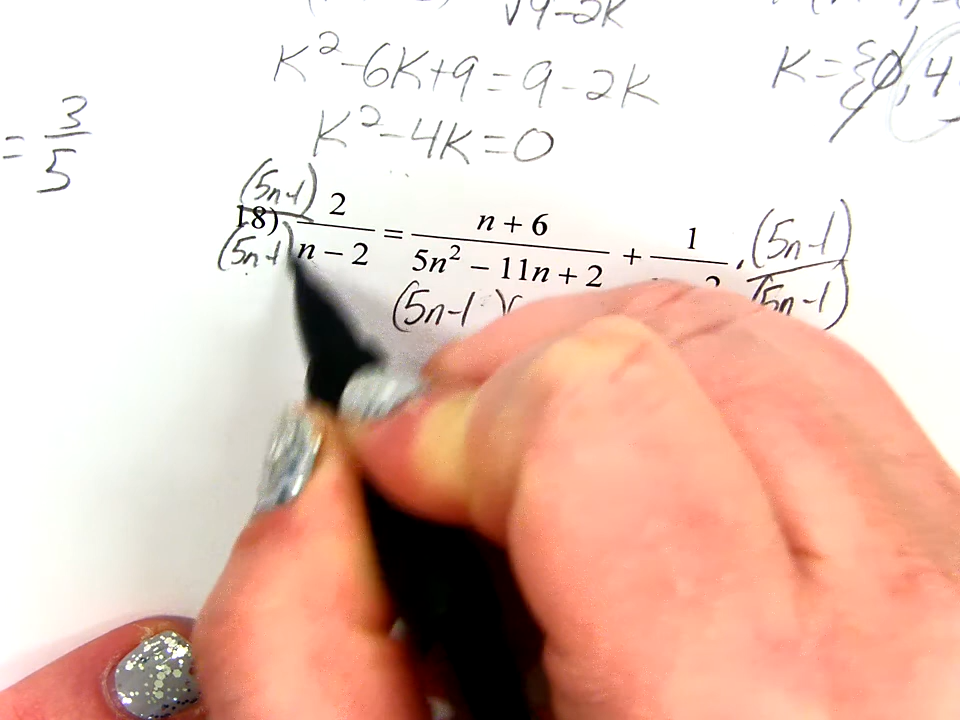 √9-2K
K²-6K+9=9-2K
K={0,4
=3/5
K²-4K=0
18) (5n-1)/(5n-1) 2/(n - 2) = (n + 6)/(5n² - 11n + 2) + 1/ · (5n-1)/(5n-1)
(5n-1)(